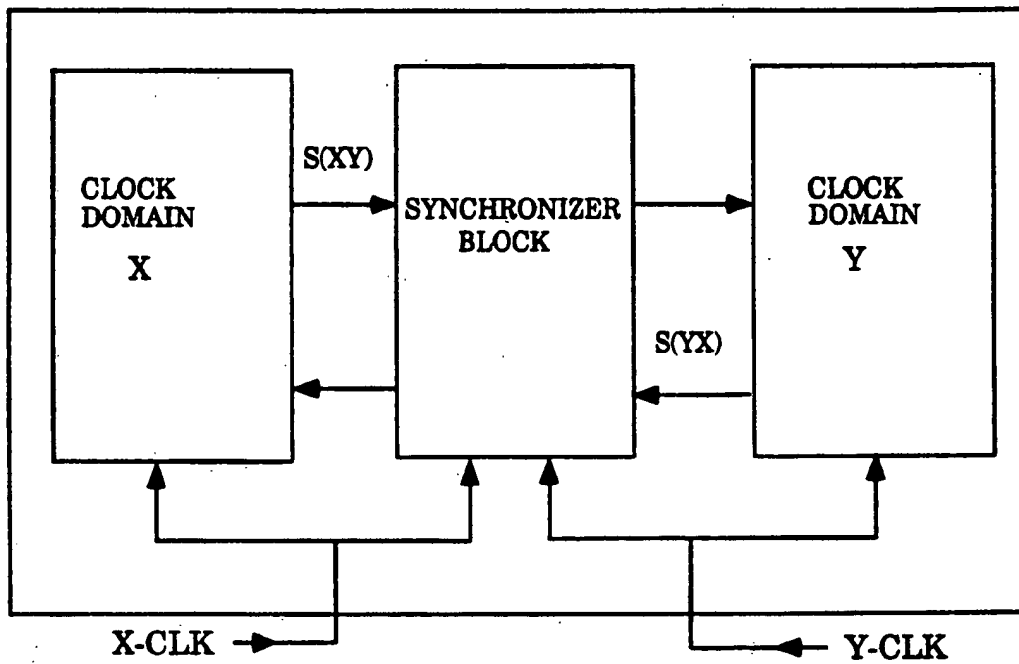 CLOCK
DOMAIN
X
S(XY)
SYNCHRONIZER
BLOCK
CLOCK
DOMAIN
Y
S(YX)
X-CLK
Y-CLK